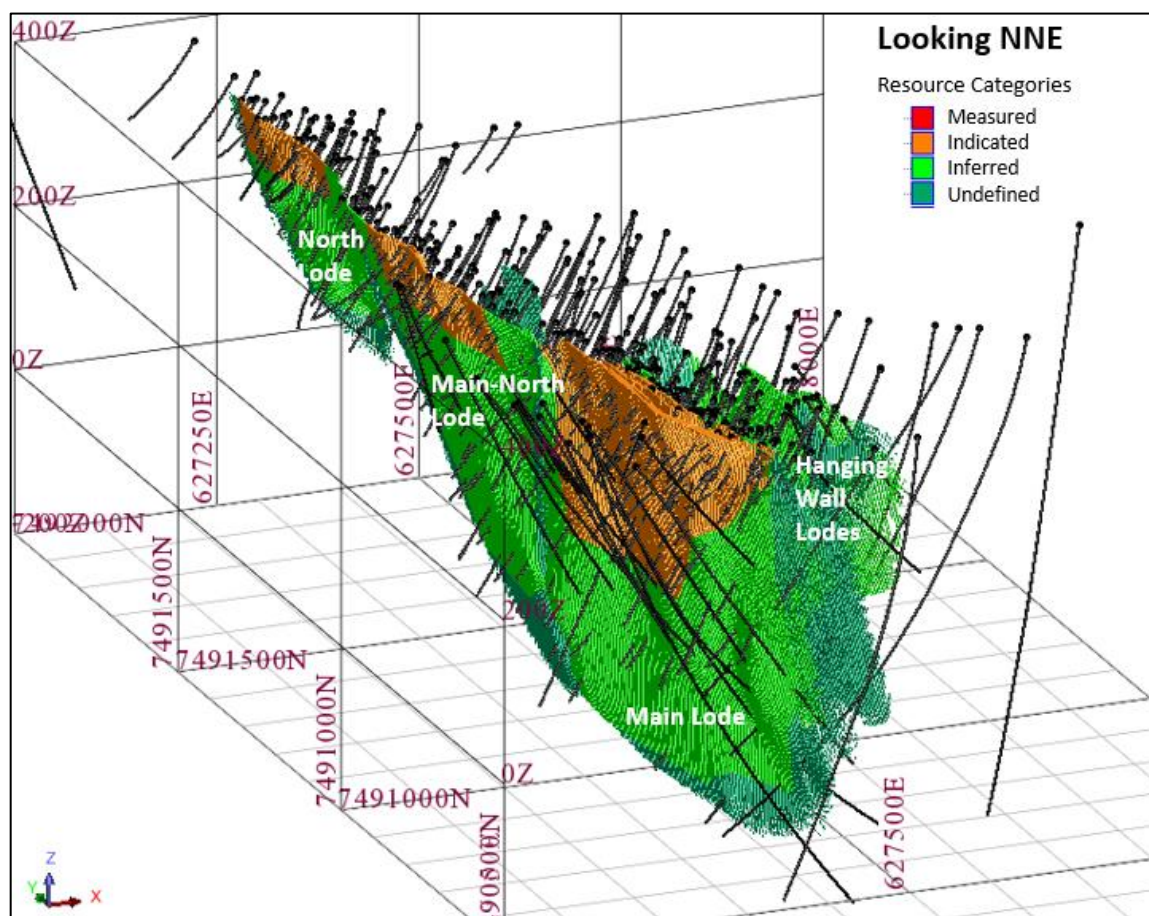 Looking NNE
Resource Categories
Measured
Indicated
Inferred
Undefined
400Z
200Z
0Z
North
Lode
Main-North
Lode
Hanging
Wall
Lodes
Main Lode
627250E
627500E
7491500N
7491500N
7491000N
7491000N
200Z
0Z
627500E
Z
Y
X